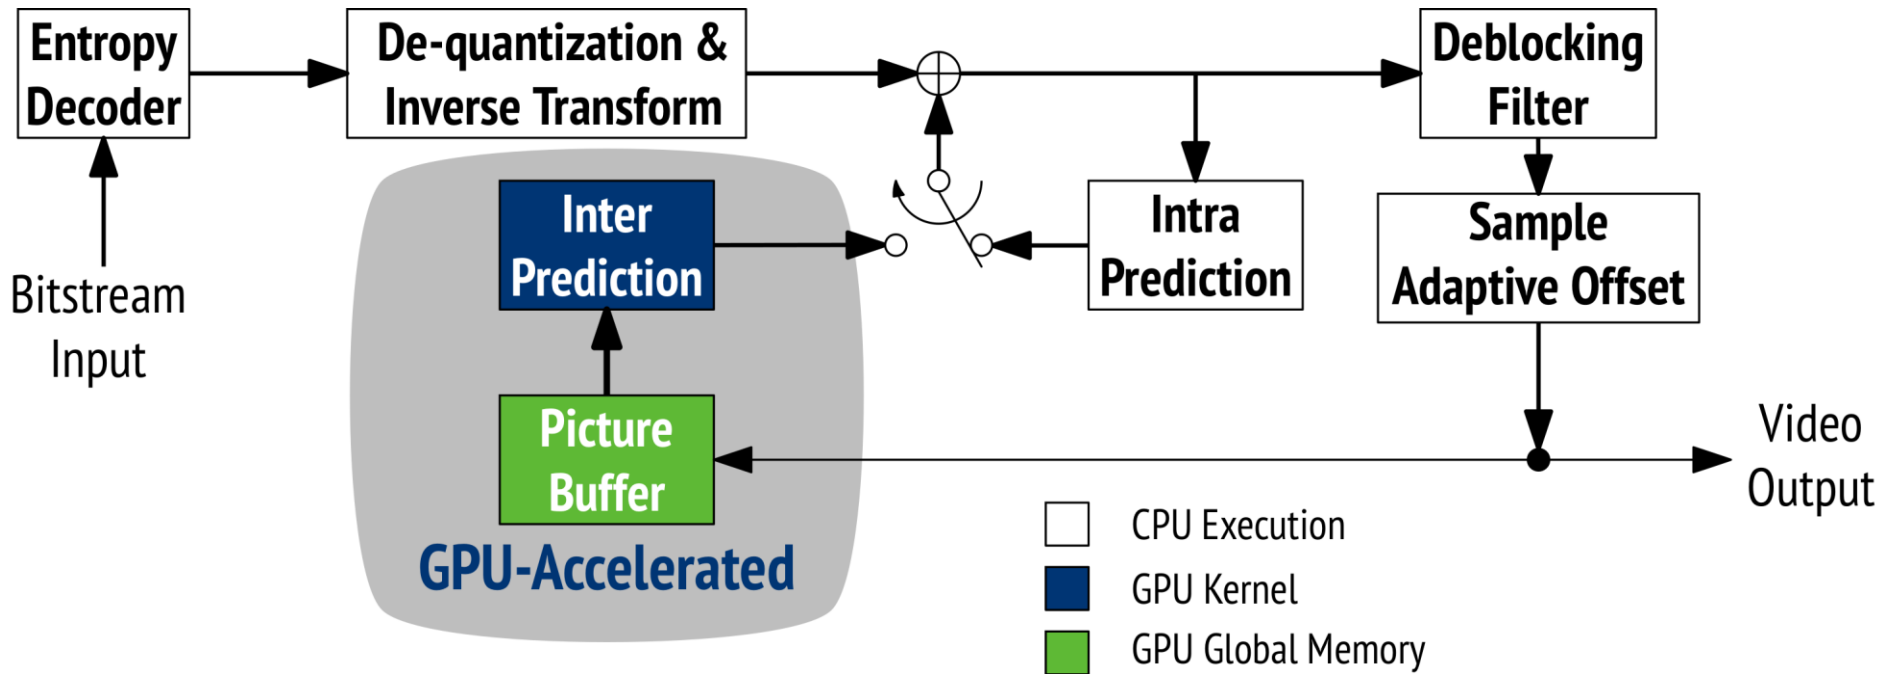 Entropy
Decoder
De-quantization &
Inverse Transform
Deblocking
Filter
Inter
Prediction
Intra
Prediction
Sample
Adaptive Offset
Bitstream
Input
Picture
Buffer
Video
Output
GPU-Accelerated
CPU Execution
GPU Kernel
GPU Global Memory